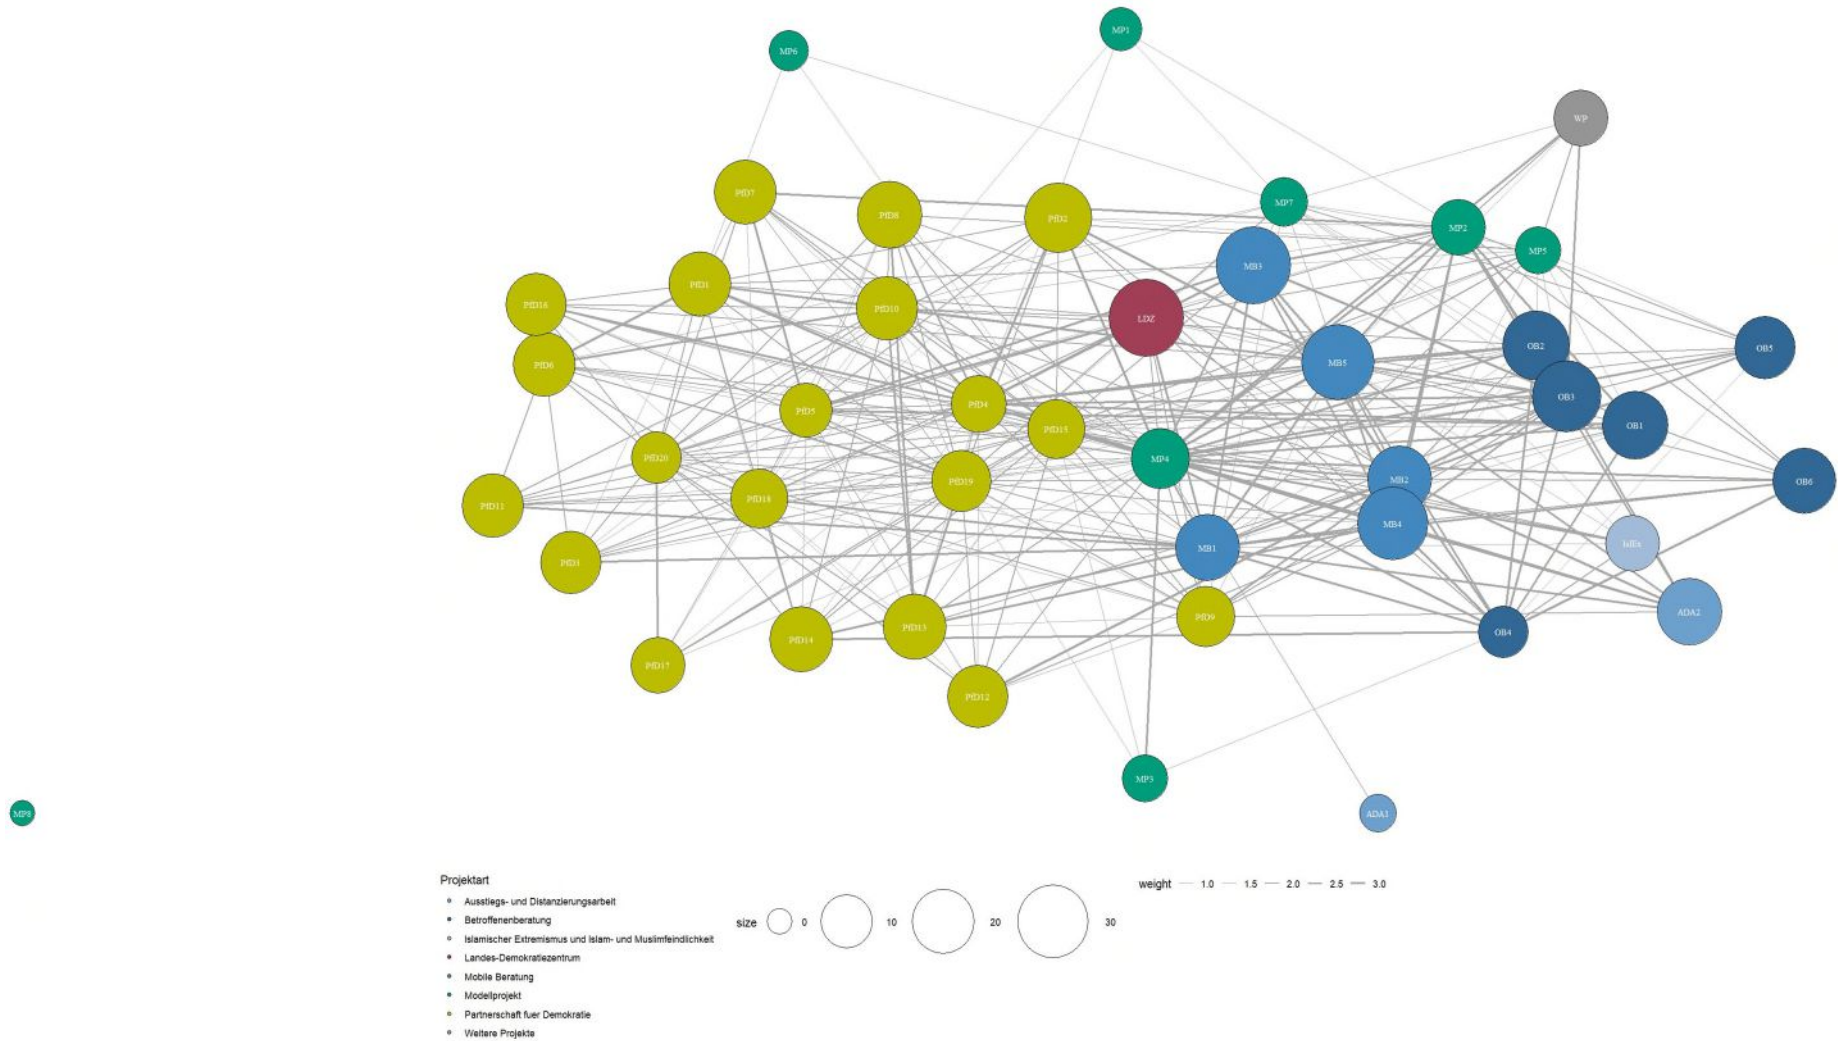 MP1
MP6
WP
PfD7
MP7
PfD8
PfD2
MP2
MP5
MB3
PfD1
PfD16
PfD10
LDZ
OB2
OB5
MB5
PfD6
OB3
PfD4
PfD5
OB1
PfD15
PfD20
MP4
MB2
PfD19
OB6
PfD18
PfD11
MB4
IslEx
MB1
PfD3
ADA2
PfD9
PfD13
OB4
PfD14
PfD17
PfD12
MP3
MP8
ADA1
Projektart
Ausstiegs- und Distanzierungsarbeit
Betroffenenberatung
Islamischer Extremismus und Islam- und Muslimfeindlichkeit
Landes-Demokratiezentrum
Mobile Beratung
Modellprojekt
Partnerschaft fuer Demokratie
Weitere Projekte
size 0 10 20 30
weight 1.0 1.5 2.0 2.5 3.0